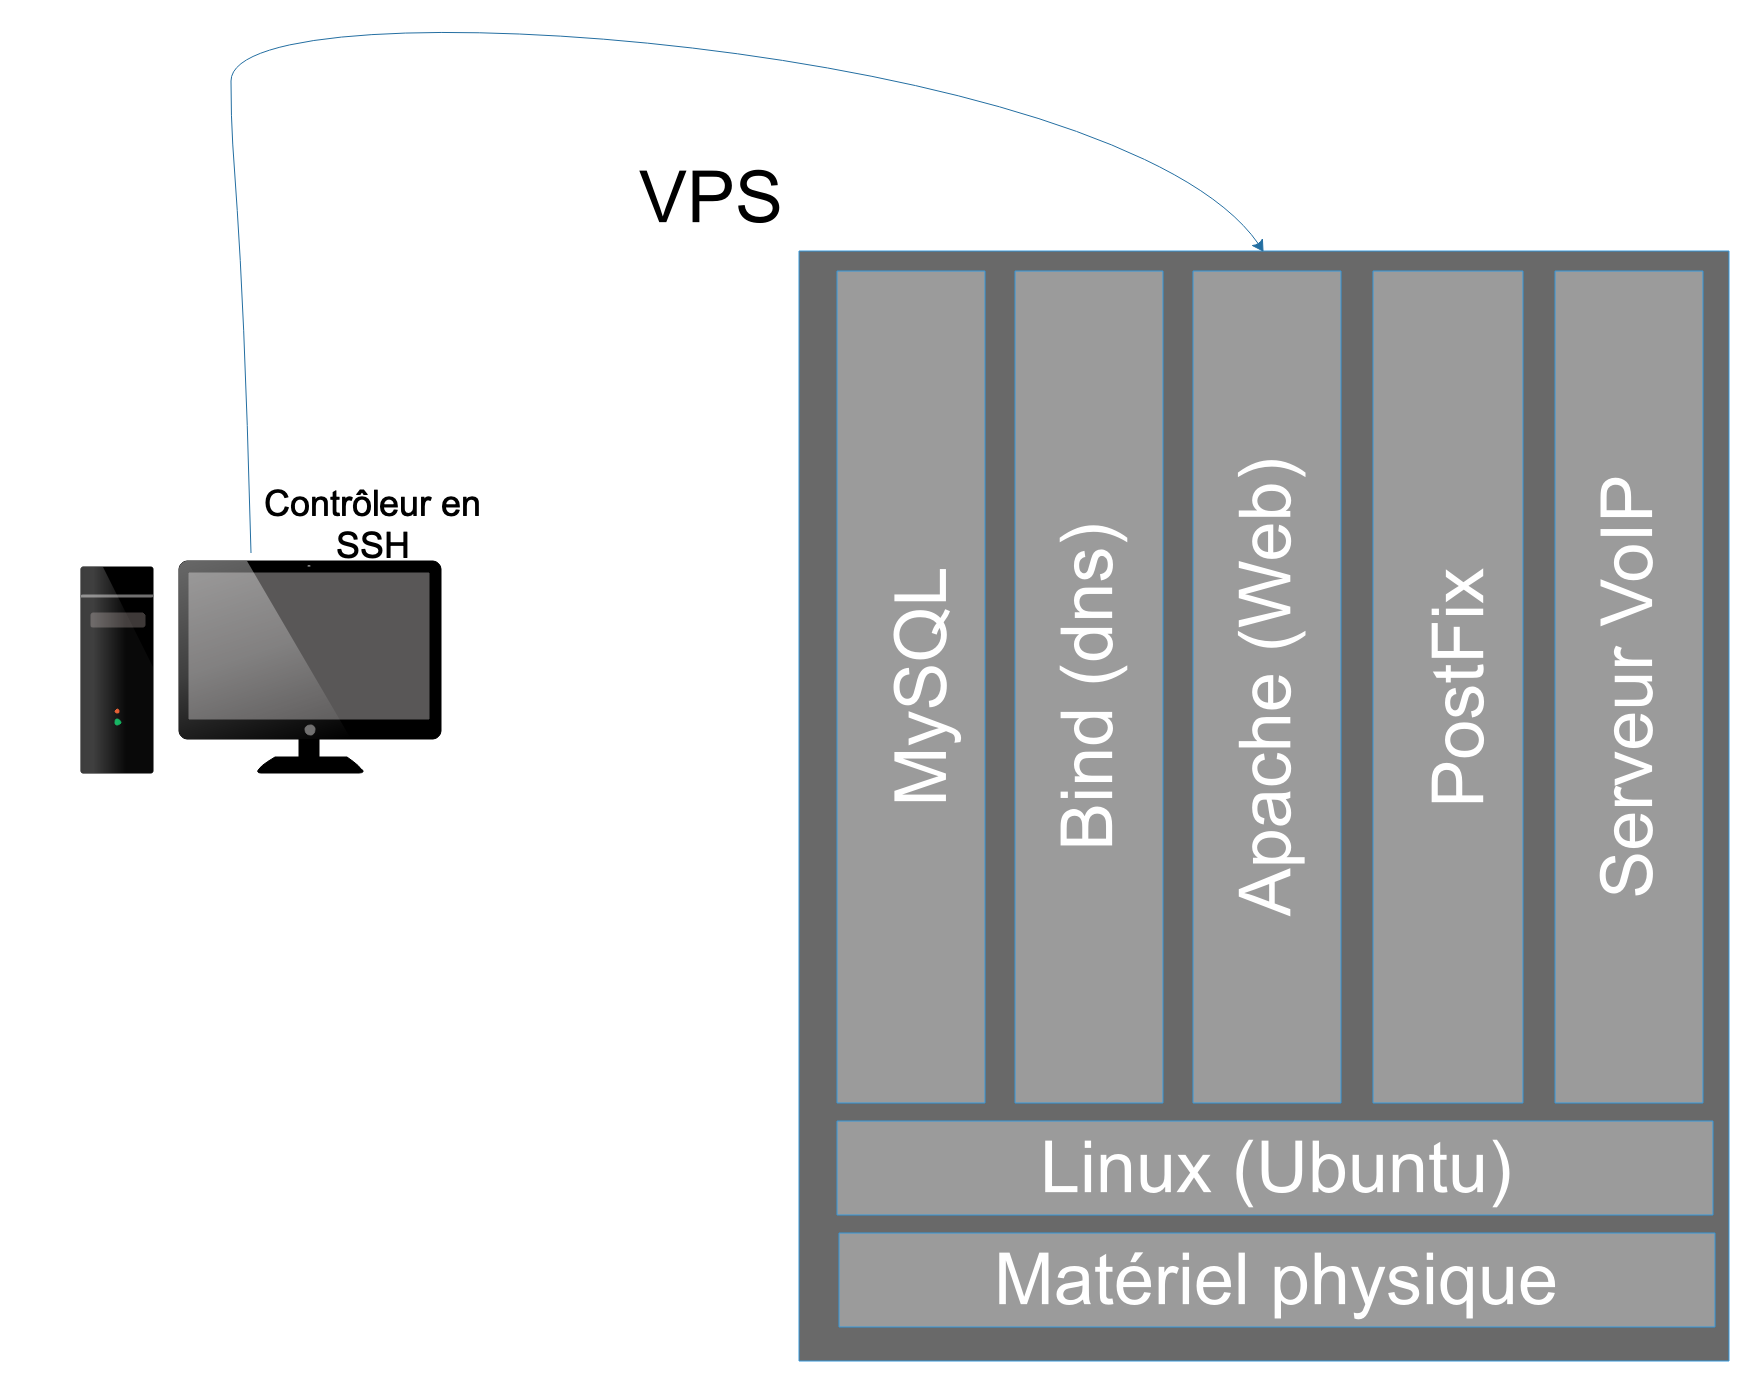 VPS
Contrôleur en
SSH
MySQL
Bind (dns)
Apache (Web)
PostFix
Serveur VoIP
Linux (Ubuntu)
Matériel physique